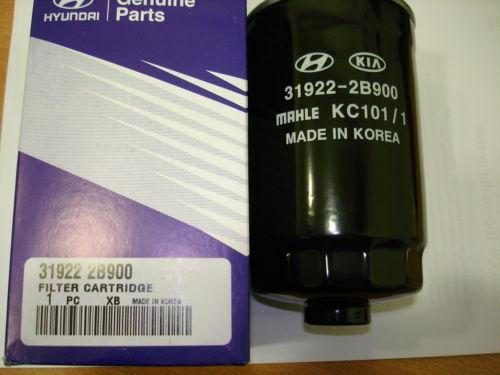 HYUNDAI
Genuine
Parts
31922 2B900
FILTER CARTRIDGE
1 PC XB MADE IN KOREA
KIA
31922-2B900
MAHLE KC101/1
MADE IN KOREA